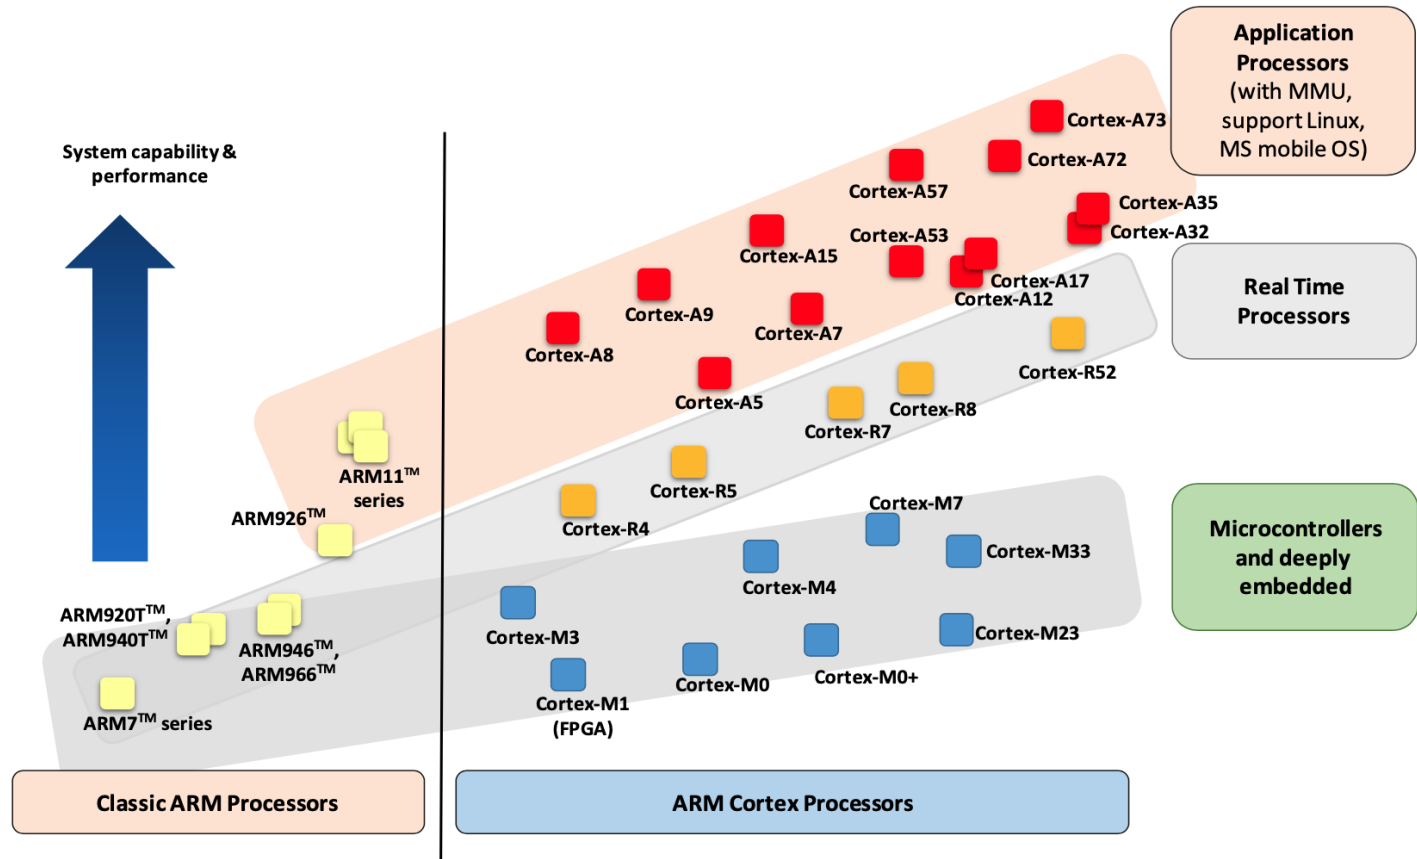 Application
Processors
(with MMU,
support Linux,
MS mobile OS)
System capability &
performance
Cortex-A73
Cortex-A72
Cortex-A57
Cortex-A35
Cortex-A32
Cortex-A53
Cortex-A15
Cortex-A17
Cortex-A12
Real Time
Processors
Cortex-A9
Cortex-A7
Cortex-A8
Cortex-R52
Cortex-A5
Cortex-R8
Cortex-R7
ARM11™
series
Cortex-R5
Cortex-M7
ARM926™
Cortex-R4
Microcontrollers
and deeply
embedded
Cortex-M33
Cortex-M4
ARM920T™,
ARM940T™
Cortex-M3
Cortex-M23
ARM946™,
ARM966™
Cortex-M0+
Cortex-M0
Cortex-M1
(FPGA)
ARM7™ series
Classic ARM Processors
ARM Cortex Processors